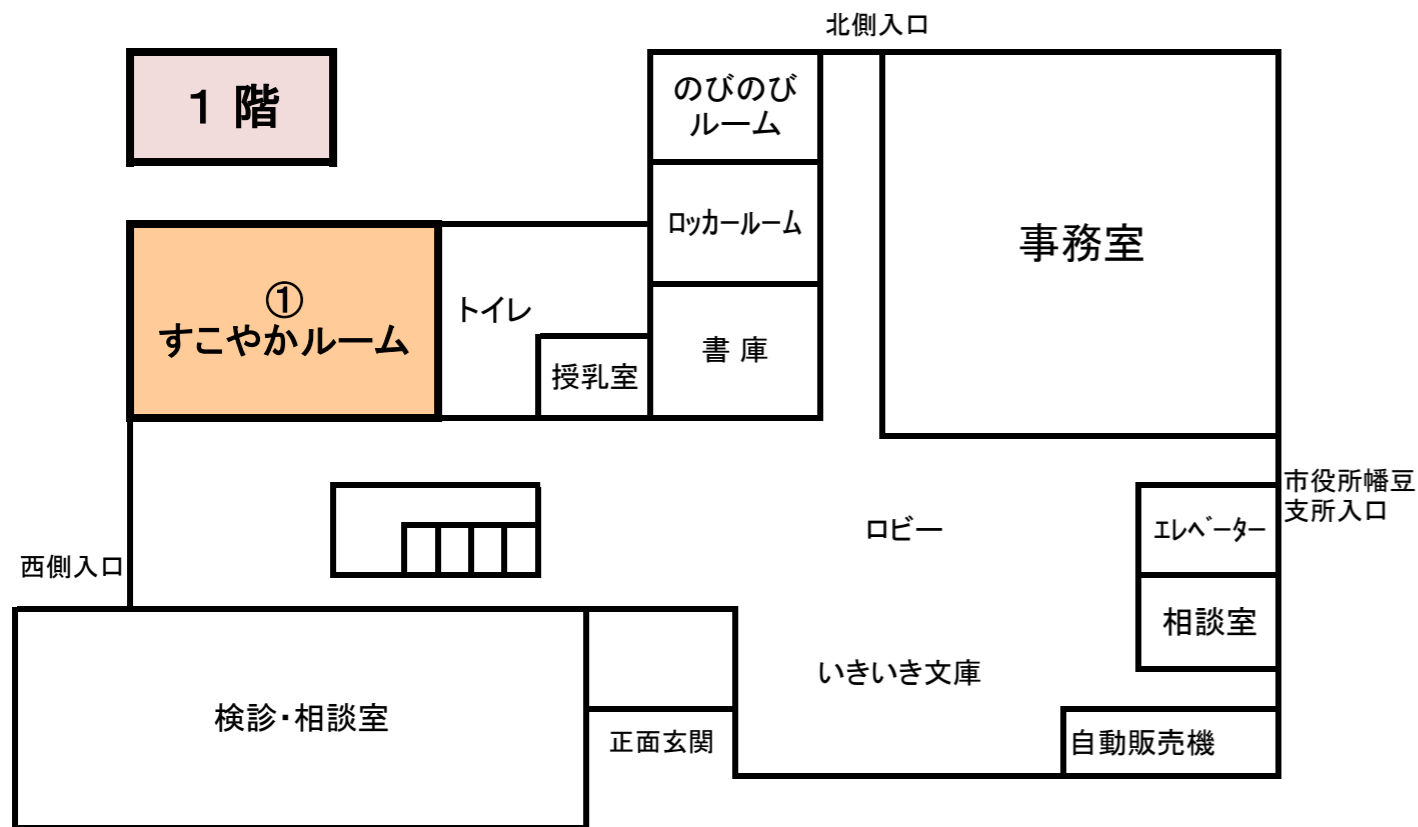 北側入口
１ 階
のびのび
ルーム
ロッカールーム
事務室
①
すこやかルーム
トイレ
授乳室
書 庫
市役所幡豆
支所入口
ロビー
エレベーター
西側入口
相談室
いきいき文庫
検診・相談室
正面玄関
自動販売機